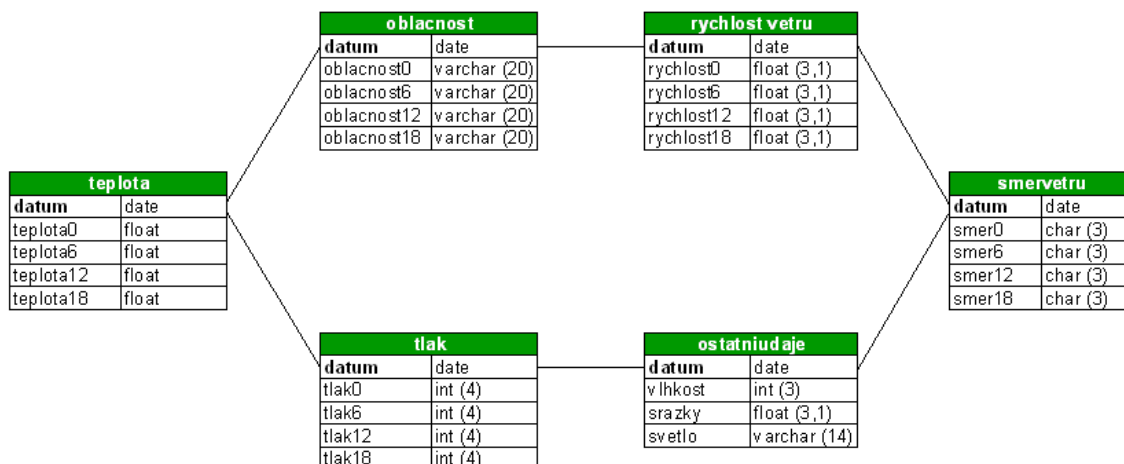 oblacnost
datum date
oblacnost0 varchar (20)
oblacnost6 varchar (20)
oblacnost12 varchar (20)
oblacnost18 varchar (20)
rychlost vetru
datum date
rychlost0 float (3,1)
rychlost6 float (3,1)
rychlost12 float (3,1)
rychlost18 float (3,1)
teplota
datum date
teplota0 float
teplota6 float
teplota12 float
teplota18 float
smervetru
datum date
smer0 char (3)
smer6 char (3)
smer12 char (3)
smer18 char (3)
tlak
datum date
tlak0 int (4)
tlak6 int (4)
tlak12 int (4)
tlak18 int (4)
ostatniudaje
datum date
vlhkost int (3)
srazky float (3,1)
svetlo varchar (14)